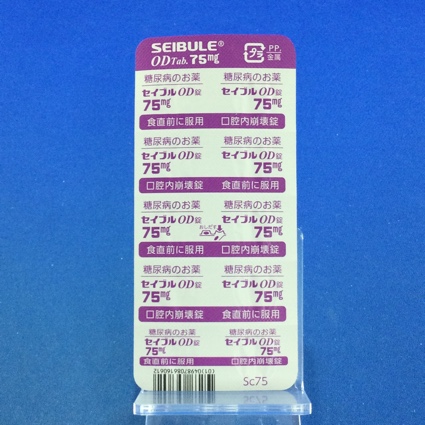 SEIBULE®
OD Tab. 75mg
プラ
PP,
金属
糖尿病のお薬 糖尿病のお薬
セイブルOD錠 セイブルOD錠
75mg 75mg
食直前に服用 口腔内崩壊錠
糖尿病のお薬 糖尿病のお薬
セイブルOD錠 セイブルOD錠
75mg 75mg
口腔内崩壊錠 食直前に服用
糖尿病のお薬 糖尿病のお薬
セイブルOD錠 セイブルOD錠
75mg おしだす 75mg
食直前に服用 口腔内崩壊錠
糖尿病のお薬 糖尿病のお薬
セイブルOD錠 セイブルOD錠
75mg 75mg
口腔内崩壊錠 食直前に服用
糖尿病のお薬 糖尿病のお薬
セイブルOD錠 セイブルOD錠
75mg 75mg
食直前に服用 口腔内崩壊錠
(01)04987086160612
Sc75